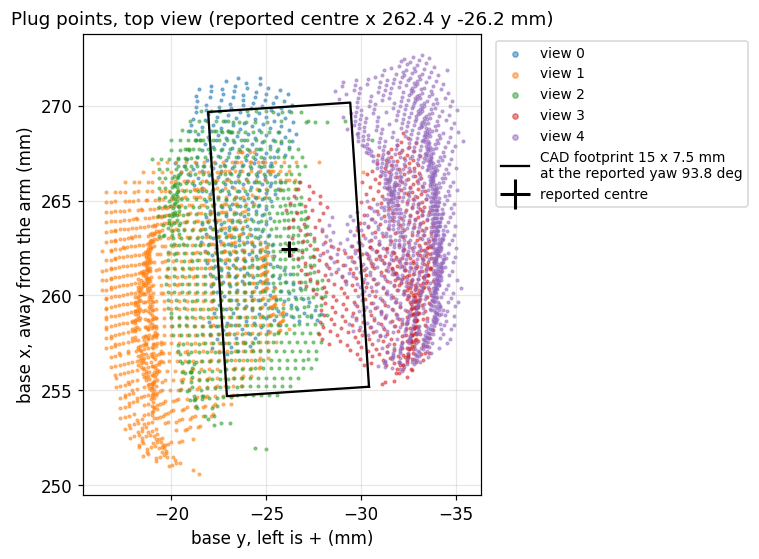 Plug points, top view (reported centre x 262.4 y -26.2 mm)
view 0
view 1
view 2
view 3
view 4
CAD footprint 15 x 7.5 mm
at the reported yaw 93.8 deg
reported centre
base x, away from the arm (mm)
270
265
260
255
250
−20
−25
−30
−35
base y, left is + (mm)